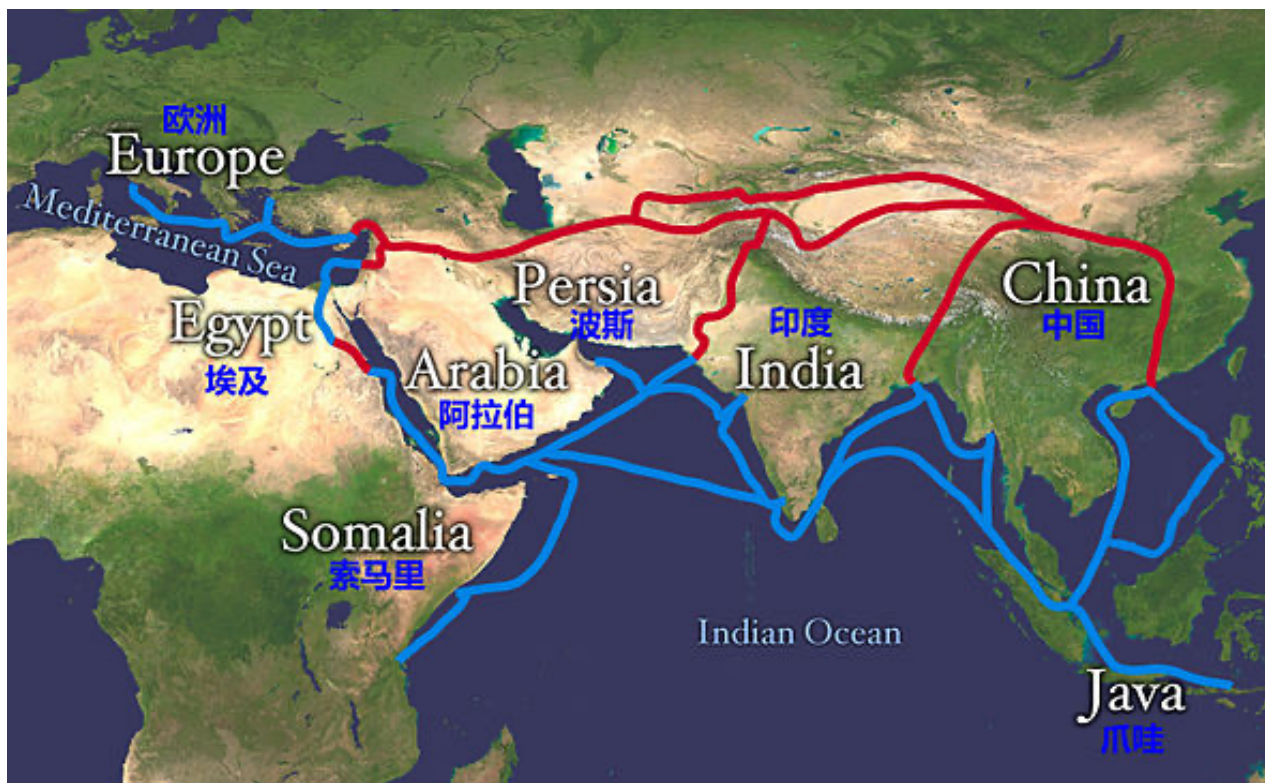 欧洲
Europe
Mediterranean Sea
Egypt
埃及
Persia
波斯
Arabia
阿拉伯
印度
India
China
中国
Somalia
索马里
Indian Ocean
Java
爪哇